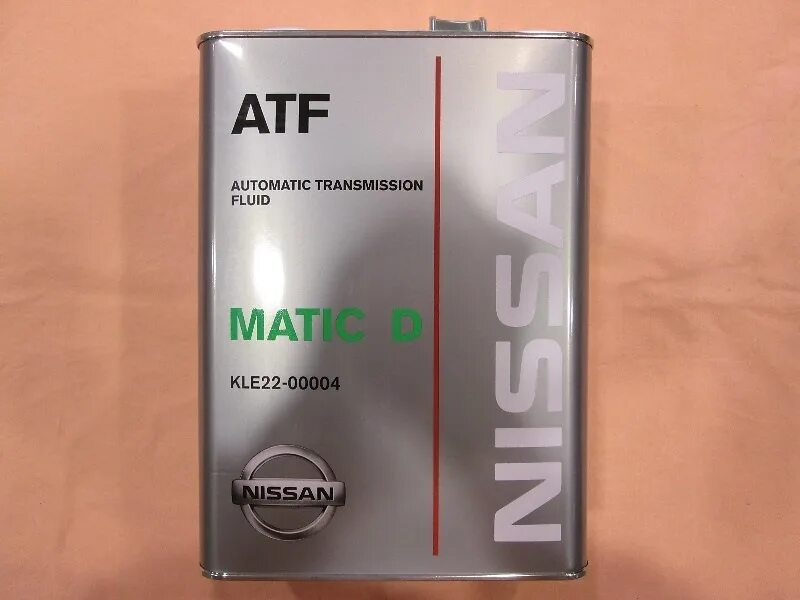 ATF
AUTOMATIC TRANSMISSION
FLUID
MATIC D
KLE22-00004
NISSAN
NISSAN